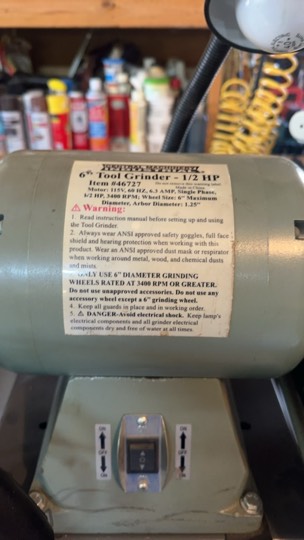 6" Tool Grinder - 1/2 HP
Item #46727
Motor: 115V, 60 HZ, 6.3 AMP, Single Phase,
1/2 HP, 3400 RPM; Wheel Size: 6" Maximum
Diameter, Arbor Diameter: 1.25"
⚠ Warning:
1. Read instruction manual before setting up and using
the Tool Grinder.
2. Always wear ANSI approved safety goggles, full face
shield and hearing protection when working with this
product. Wear an ANSI approved dust mask or respirator
when working around metal, wood, and chemical dusts
and mists.
ONLY USE 6" DIAMETER GRINDING
WHEELS RATED AT 3400 RPM OR GREATER.
Do not use unapproved accessories. Do not use any
accessory wheel except a 6" grinding wheel.
4. Keep all guards in place and in working order.
5. ⚠ DANGER-Avoid electrical shock. Keep lamp's
electrical components and all grinder electrical
components dry and free of water at all times.
ON
OFF
ON
ON
OFF
ON